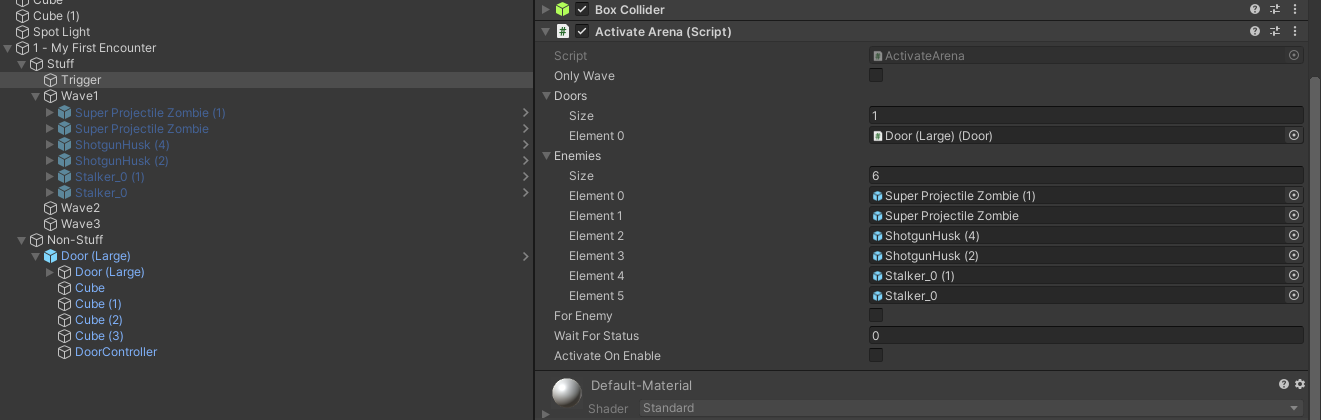 Cube
Cube (1)
Spot Light
1 - My First Encounter
Stuff
Trigger
Wave1
Super Projectile Zombie (1)
Super Projectile Zombie
ShotgunHusk (4)
ShotgunHusk (2)
Stalker_0 (1)
Stalker_0
Wave2
Wave3
Non-Stuff
Door (Large)
Door (Large)
Cube
Cube (1)
Cube (2)
Cube (3)
DoorController
Box Collider
Activate Arena (Script)
Script ActivateArena
Only Wave
Doors
Size 1
Element 0 Door (Large) (Door)
Enemies
Size 6
Element 0 Super Projectile Zombie (1)
Element 1 Super Projectile Zombie
Element 2 ShotgunHusk (4)
Element 3 ShotgunHusk (2)
Element 4 Stalker_0 (1)
Element 5 Stalker_0
For Enemy
Wait For Status 0
Activate On Enable
Default-Material
Shader Standard